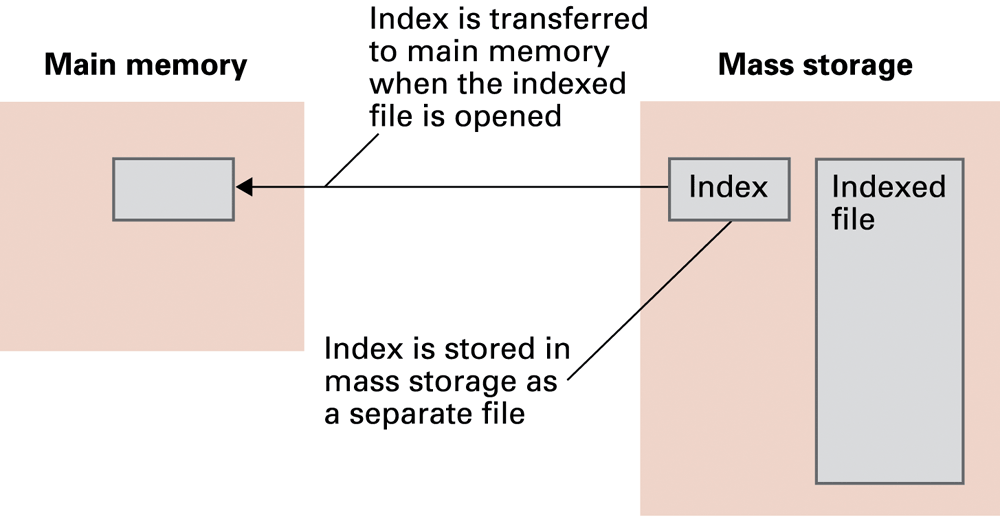 Index is transferred
to main memory
when the indexed
file is opened
Main memory
Mass storage
Index
Indexed
file
Index is stored in
mass storage as
a separate file